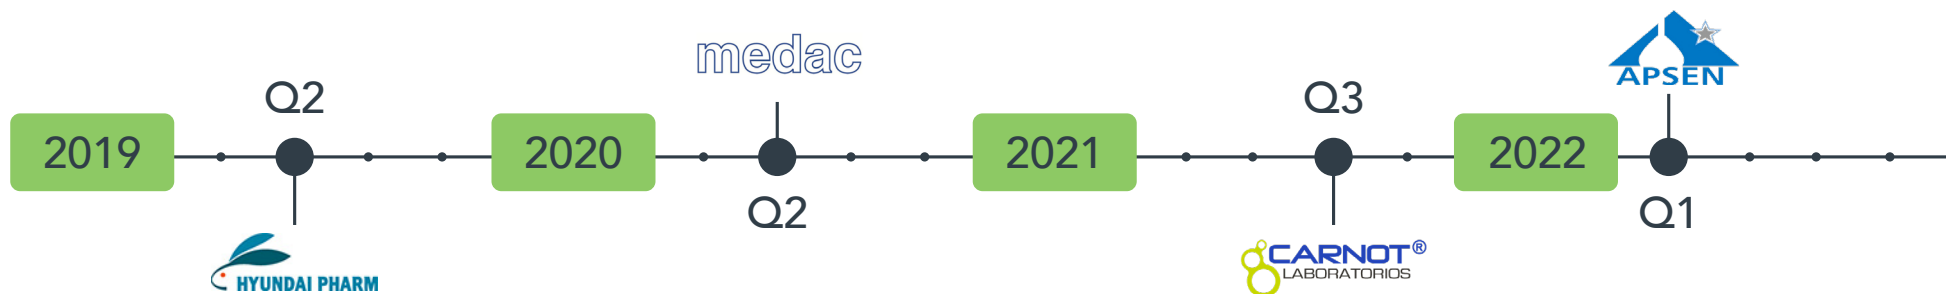 2019
Q2
HYUNDAI PHARM
2020
medac
Q2
2021
Q3
CARNOT®
LABORATORIOS
2022
APSEN
Q1